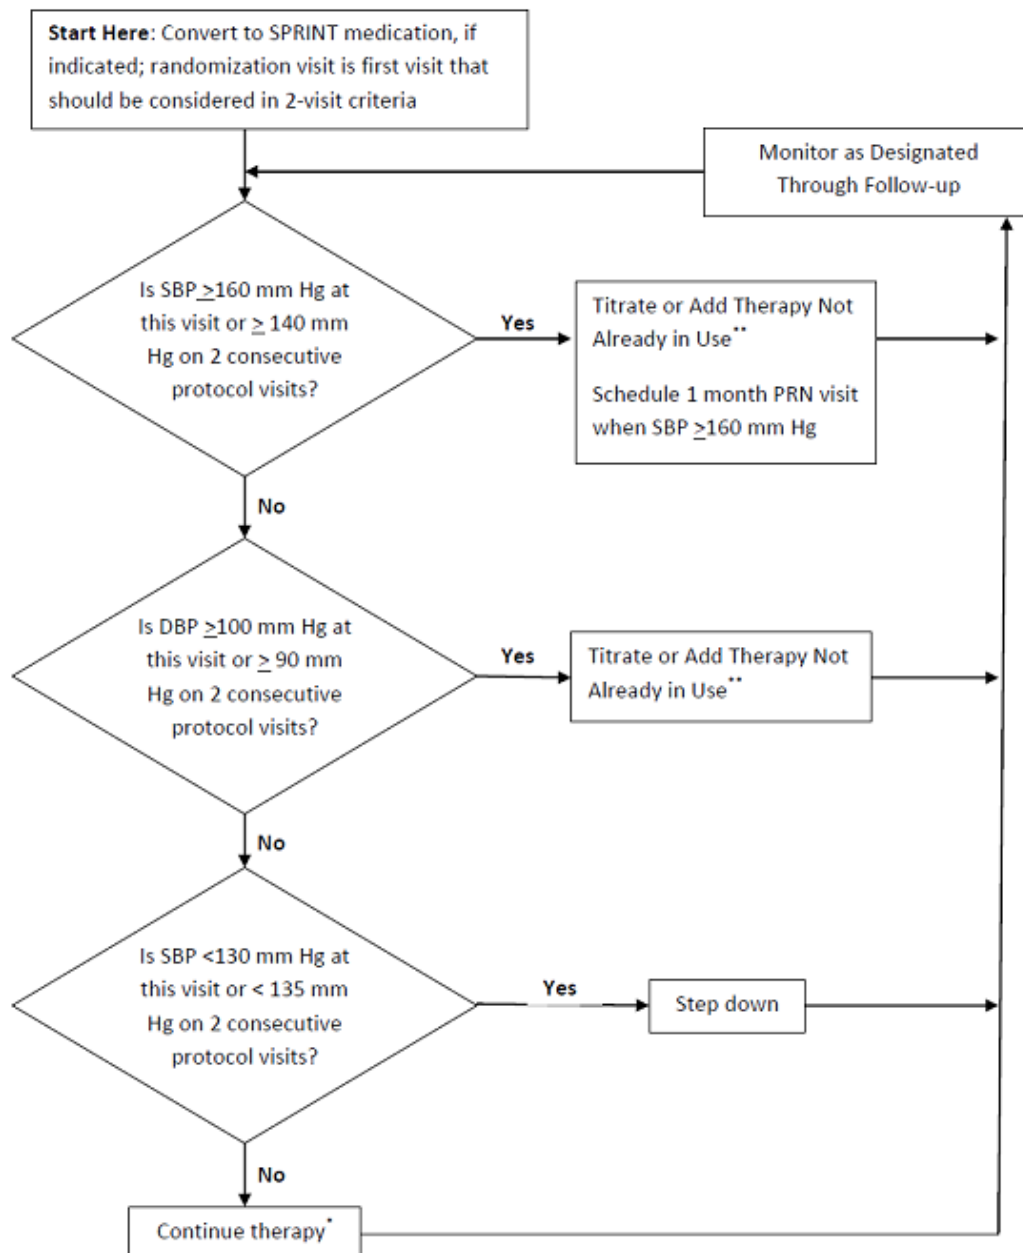 Start Here: Convert to SPRINT medication, if
indicated; randomization visit is first visit that
should be considered in 2-visit criteria
Monitor as Designated
Through Follow-up
Is SBP ≥160 mm Hg at
this visit or ≥ 140 mm
Hg on 2 consecutive
protocol visits?
Yes
Titrate or Add Therapy Not
Already in Use**
Schedule 1 month PRN visit
when SBP ≥160 mm Hg
No
Is DBP ≥100 mm Hg at
this visit or ≥ 90 mm
Hg on 2 consecutive
protocol visits?
Yes
Titrate or Add Therapy Not
Already in Use**
No
Is SBP <130 mm Hg at
this visit or < 135 mm
Hg on 2 consecutive
protocol visits?
Yes
Step down
No
Continue therapy*